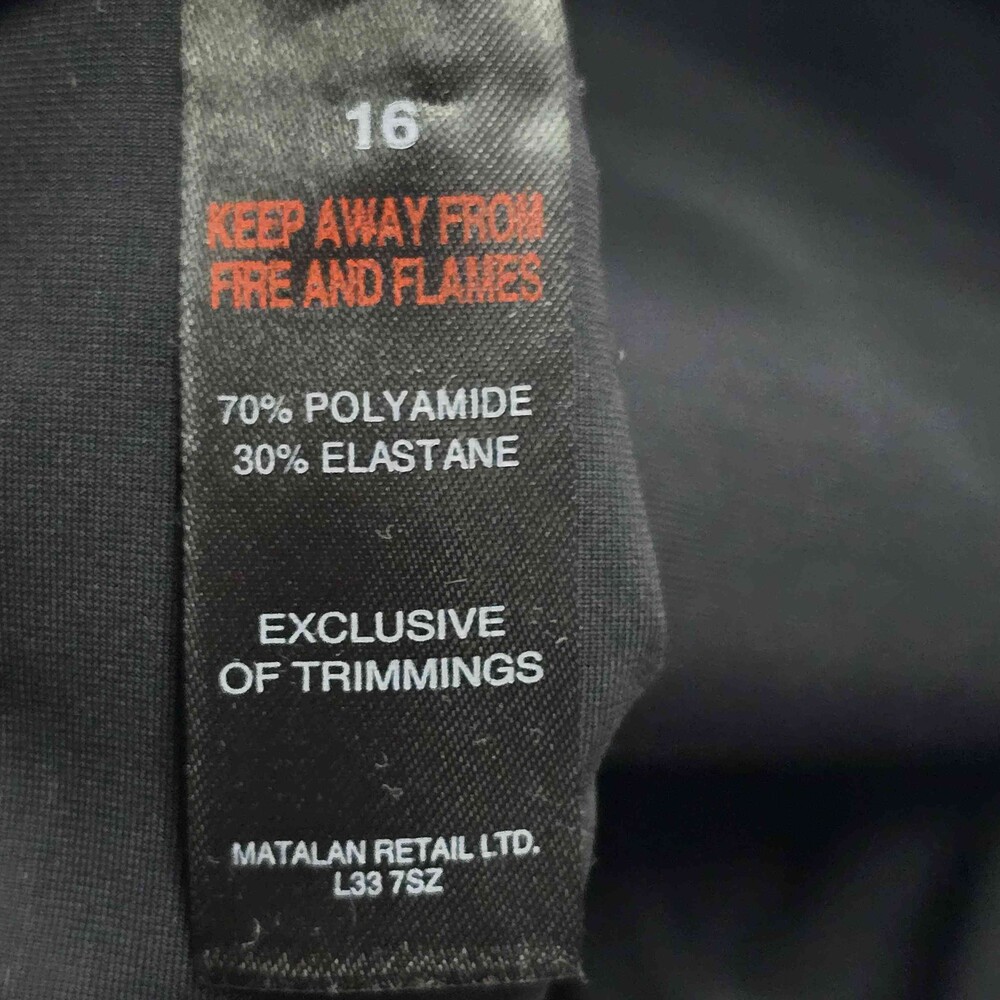 16
KEEP AWAY FROM
FIRE AND FLAMES
70% POLYAMIDE
30% ELASTANE
EXCLUSIVE
OF TRIMMINGS
MATALAN RETAIL LTD.
L33 7SZ